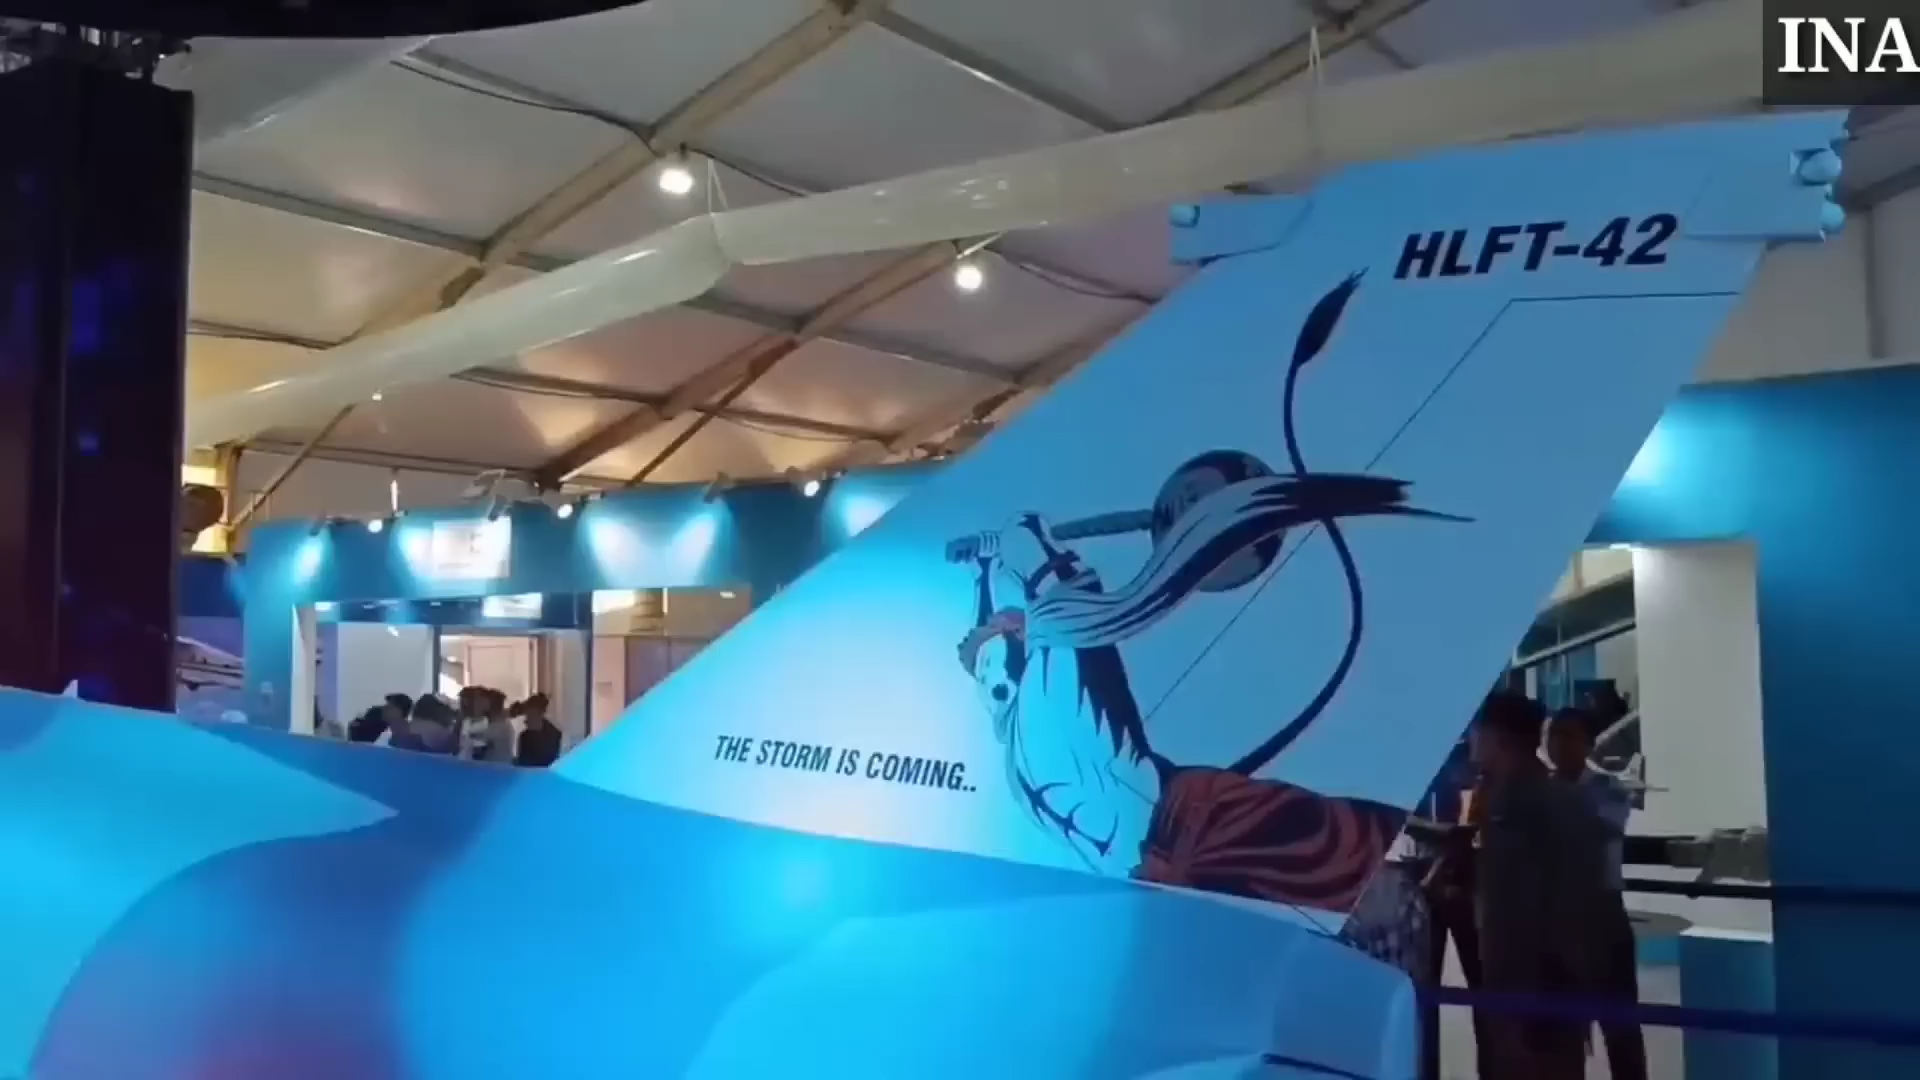 INA
HLFT-42
THE STORM IS COMING..